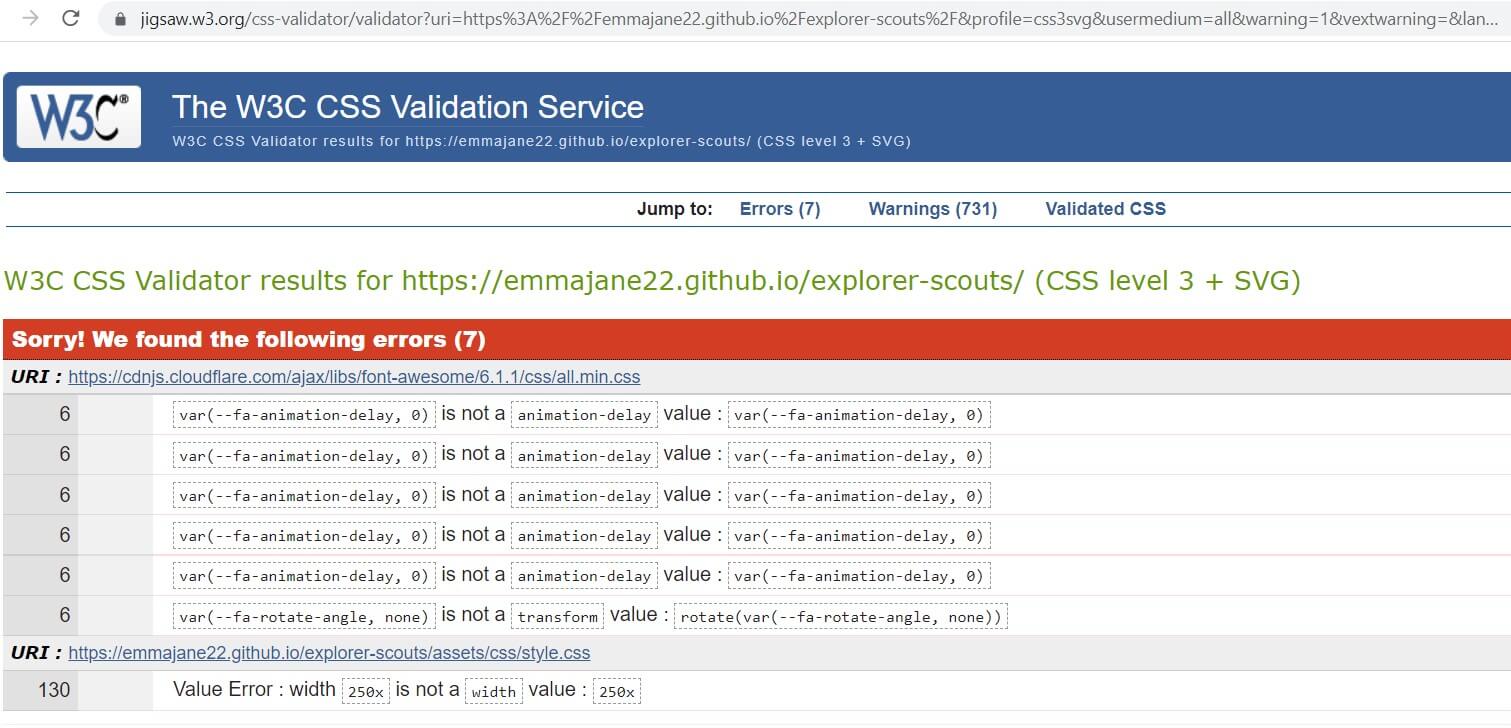 jigsaw.w3.org/css-validator/validator?uri=https%3A%2F%2Femmajane22.github.io%2Fexplorer-scouts%2F&profile=css3svg&usermedium=all&warning=1&vextwarning=&lan...
W3C® The W3C CSS Validation Service
W3C CSS Validator results for https://emmajane22.github.io/explorer-scouts/ (CSS level 3 + SVG)
Jump to: Errors (7) Warnings (731) Validated CSS
W3C CSS Validator results for https://emmajane22.github.io/explorer-scouts/ (CSS level 3 + SVG)
Sorry! We found the following errors (7)
URI : https://cdnjs.cloudflare.com/ajax/libs/font-awesome/6.1.1/css/all.min.css
6 var(--fa-animation-delay, 0) is not a animation-delay value : var(--fa-animation-delay, 0)
6 var(--fa-animation-delay, 0) is not a animation-delay value : var(--fa-animation-delay, 0)
6 var(--fa-animation-delay, 0) is not a animation-delay value : var(--fa-animation-delay, 0)
6 var(--fa-animation-delay, 0) is not a animation-delay value : var(--fa-animation-delay, 0)
6 var(--fa-animation-delay, 0) is not a animation-delay value : var(--fa-animation-delay, 0)
6 var(--fa-rotate-angle, none) is not a transform value : rotate(var(--fa-rotate-angle, none))
URI : https://emmajane22.github.io/explorer-scouts/assets/css/style.css
130 Value Error : width 250x is not a width value : 250x